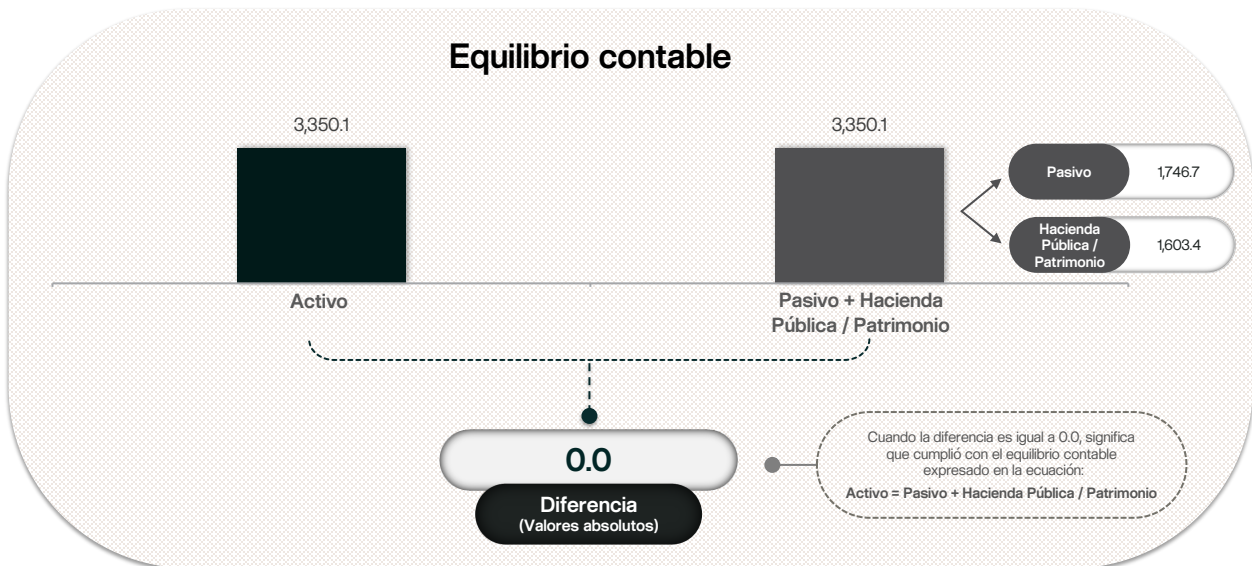 Equilibrio contable
3,350.1
3,350.1
Pasivo
1,746.7
Hacienda
Pública /
Patrimonio
1,603.4
Activo
Pasivo + Hacienda
Pública / Patrimonio
0.0
Diferencia
(Valores absolutos)
Cuando la diferencia es igual a 0.0, significa
que cumplió con el equilibrio contable
expresado en la ecuación:
Activo = Pasivo + Hacienda Pública / Patrimonio